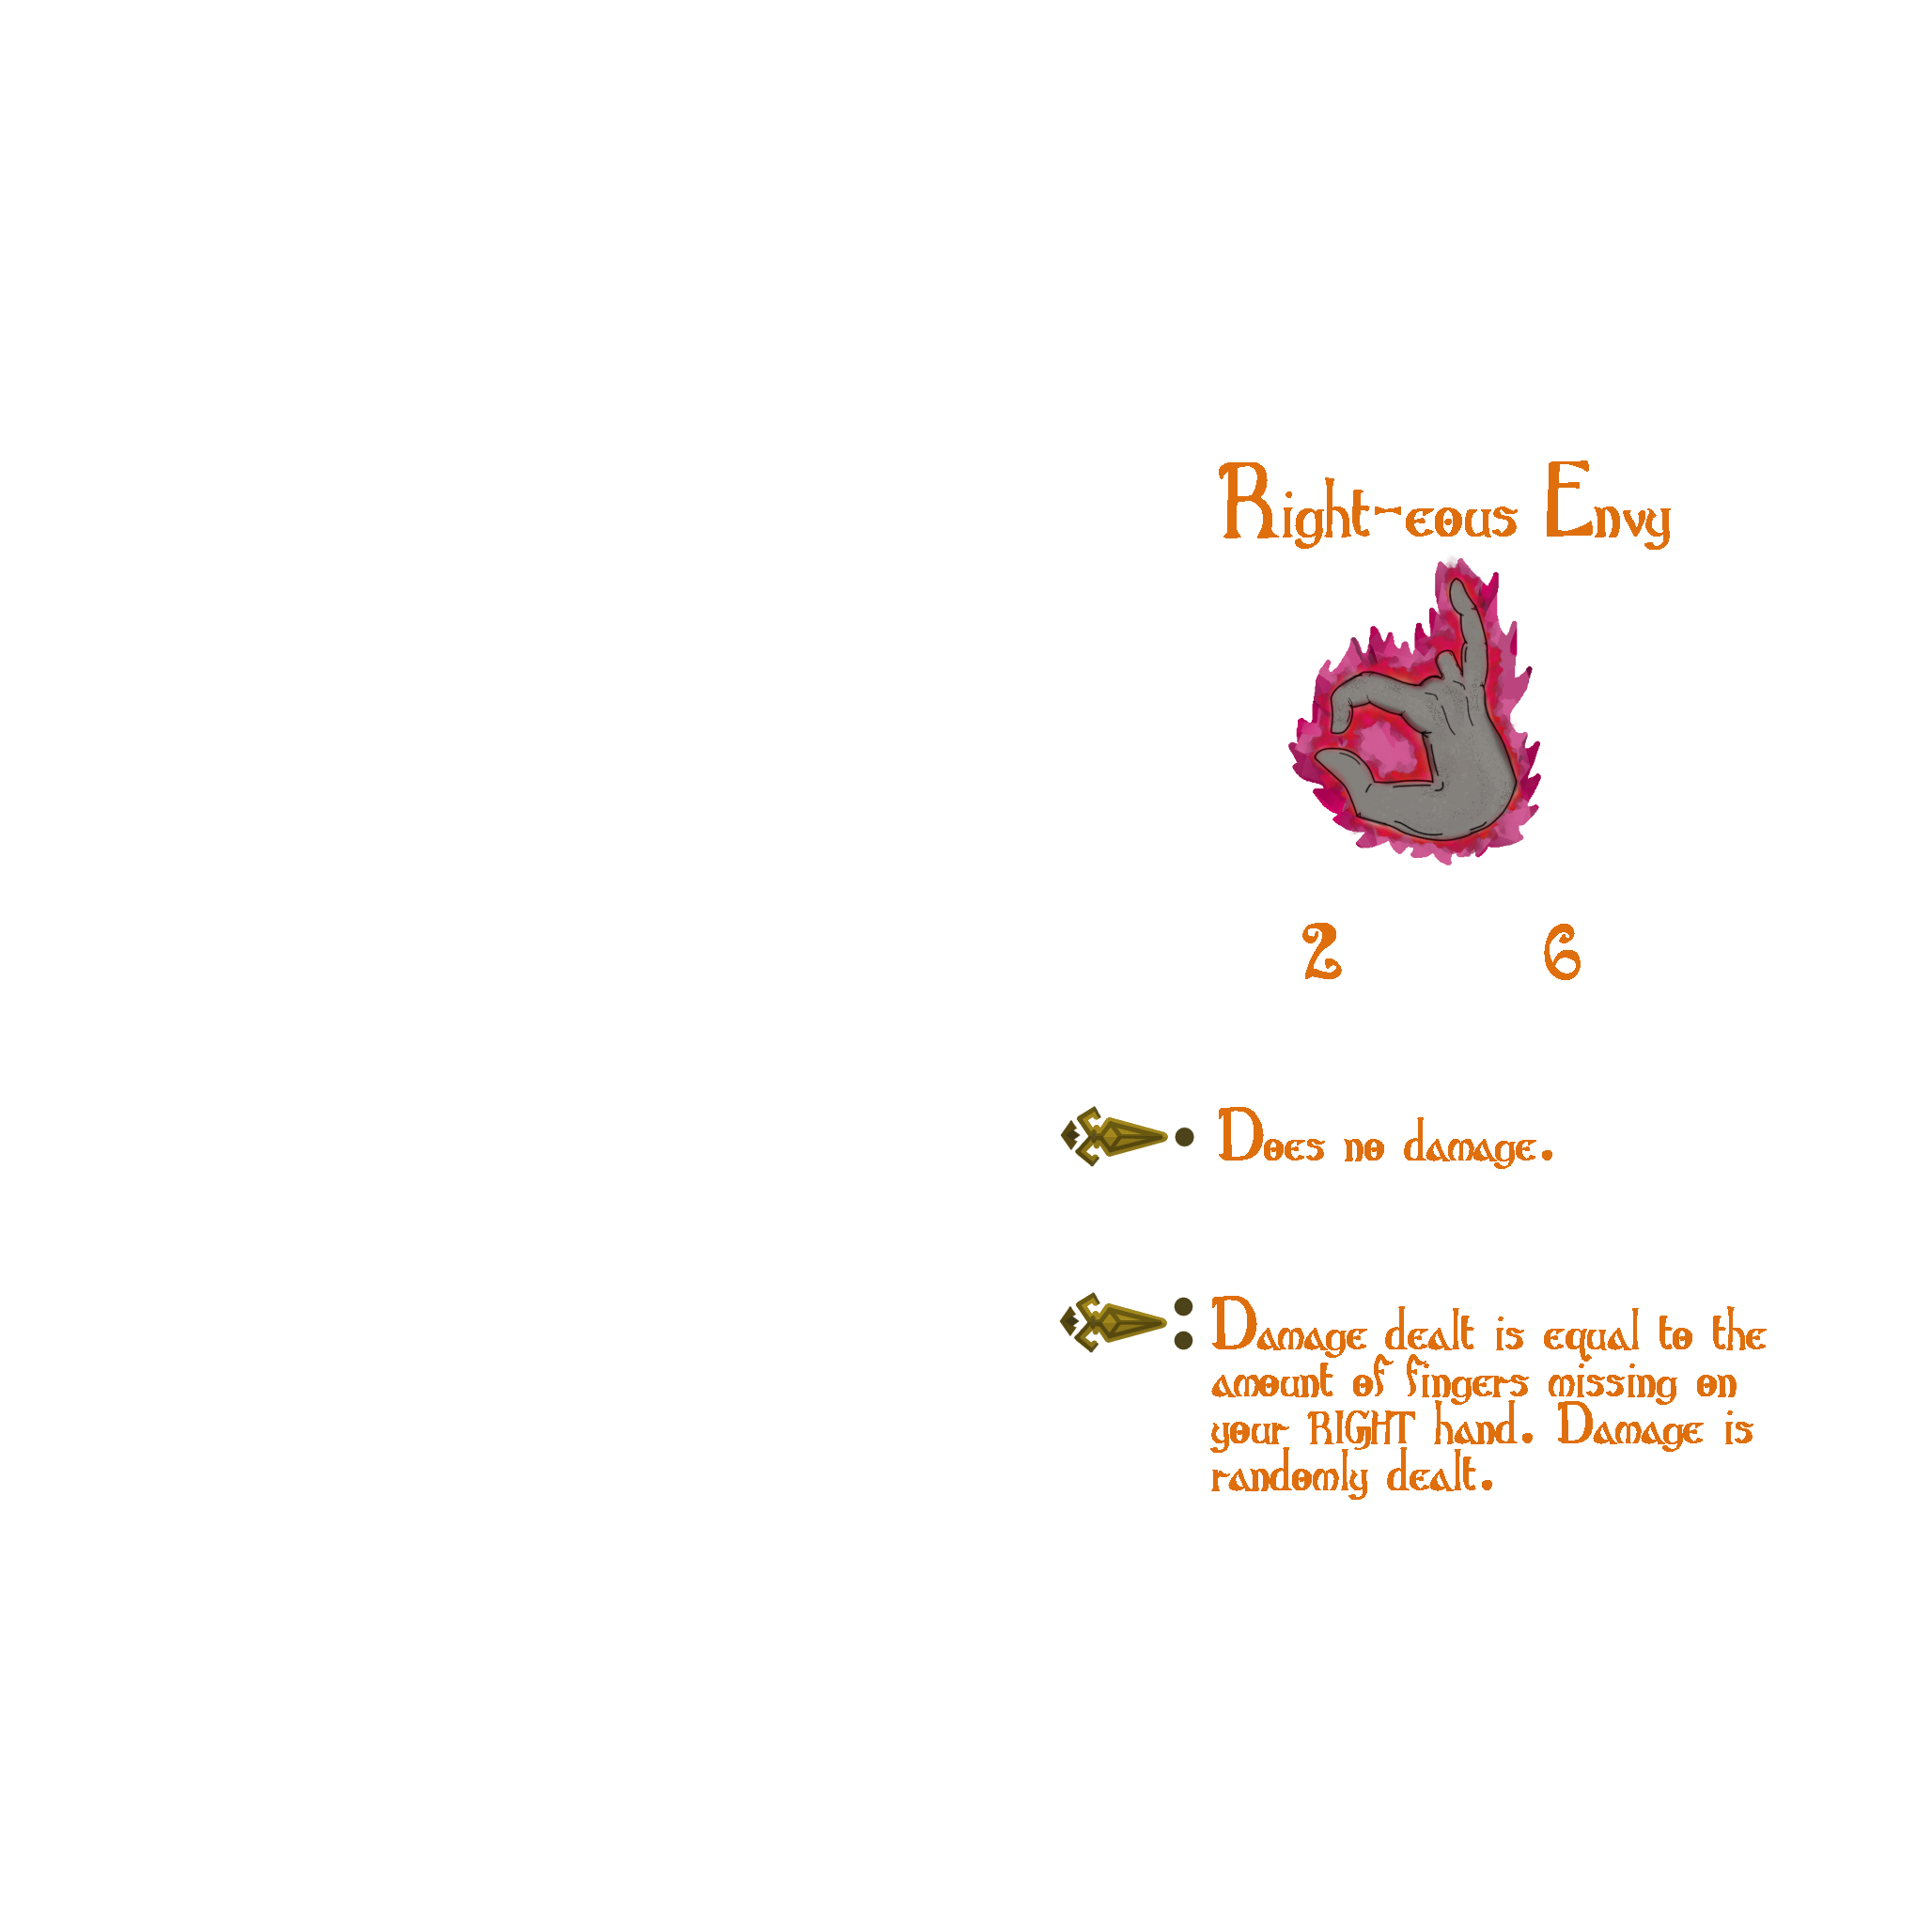 Right-eous Envy
2 6
Does no damage.
Damage dealt is equal to the
amount of fingers missing on
your RIGHT hand. Damage is
randomly dealt.